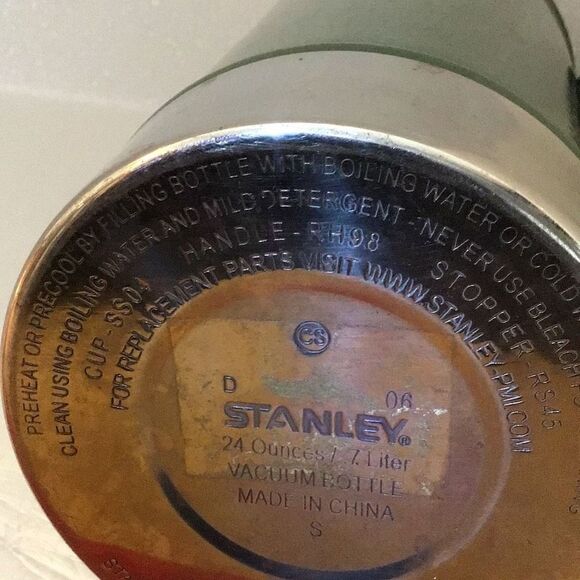 PREHEAT OR PRECOOL BY FILLING BOTTLE WITH BOILING WATER OR COLD
CLEAN USING BOILING WATER AND MILD DETERGENT - NEVER USE BLEACH
CUP - SS04 HANDLE - RH98 STOPPER - RS45
FOR REPLACEMENT PARTS VISIT WWW.STANLEY-PMI.COM
CS
D 06
STANLEY®
24 Ounces / .7 Liter
VACUUM BOTTLE
MADE IN CHINA
S